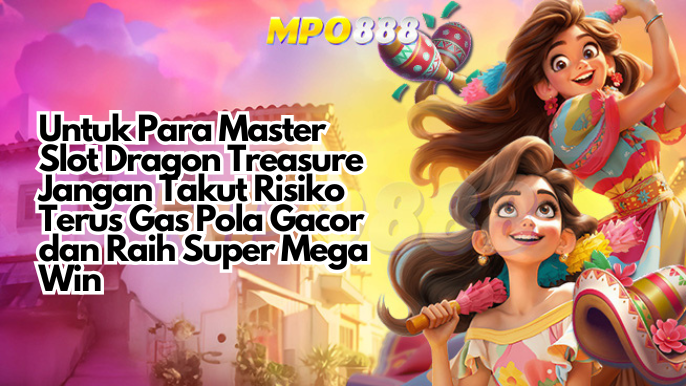 MPO888
Untuk Para Master
Slot Dragon Treasure
Jangan Takut Risiko
Terus Gas Pola Gacor
dan Raih Super Mega
Win